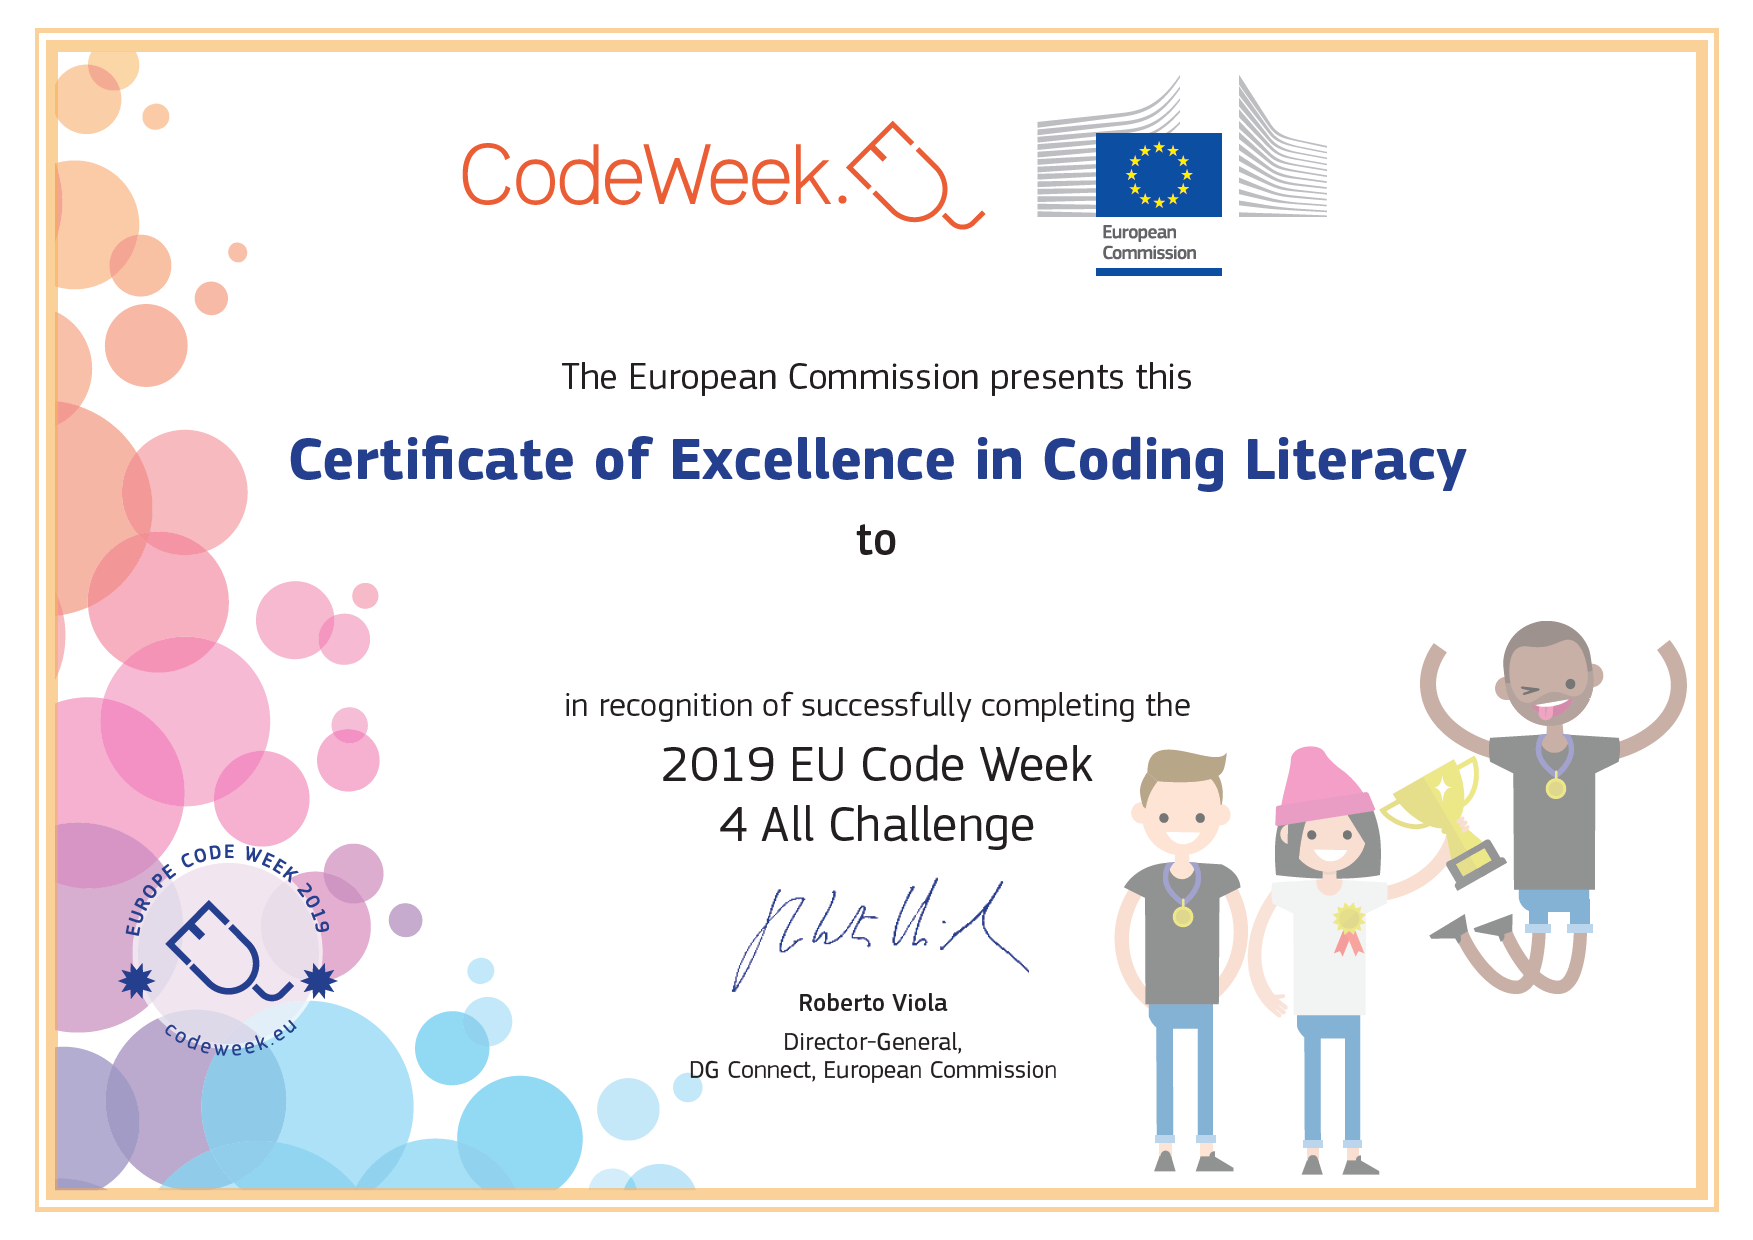 CodeWeek.
European
Commission
The European Commission presents this
Certificate of Excellence in Coding Literacy
to
in recognition of successfully completing the
2019 EU Code Week
4 All Challenge
Roberto Viola
Director-General,
DG Connect, European Commission
EUROPE CODE WEEK 2019
codeweek.eu